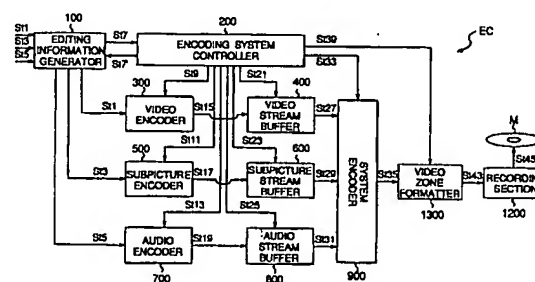 100
200
St1
St3
St5
EDITING
INFORMATION
GENERATOR
St7
St7'
ENCODING SYSTEM
CONTROLLER
St39
St33
EC
St9
St21
300
400
St1
VIDEO
ENCODER
St15
VIDEO
STREAM
BUFFER
St27
St11
St23
500
600
St3
SUBPICTURE
ENCODER
St17
SUBPICTURE
STREAM
BUFFER
St29
St13
St25
St5
AUDIO
ENCODER
St19
AUDIO
STREAM
BUFFER
St31
700
800
SYSTEM
ENCODER
900
St35
VIDEO ZONE
FORMATTER
1300
St43
RECORDING
SECTION
1200
St45
M